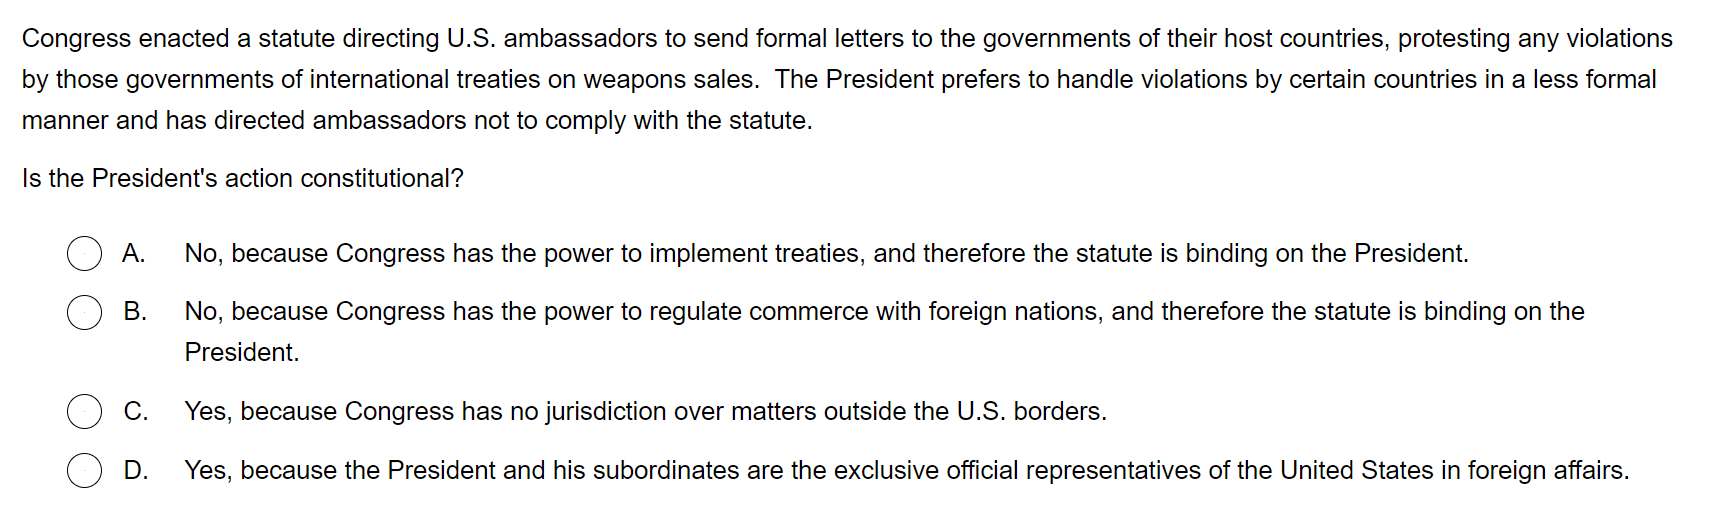 Congress enacted a statute directing U.S. ambassadors to send formal letters to the governments of their host countries, protesting any violations
by those governments of international treaties on weapons sales.  The President prefers to handle violations by certain countries in a less formal
manner and has directed ambassadors not to comply with the statute.
Is the President's action constitutional?
A. No, because Congress has the power to implement treaties, and therefore the statute is binding on the President.
B. No, because Congress has the power to regulate commerce with foreign nations, and therefore the statute is binding on the
President.
C. Yes, because Congress has no jurisdiction over matters outside the U.S. borders.
D. Yes, because the President and his subordinates are the exclusive official representatives of the United States in foreign affairs.